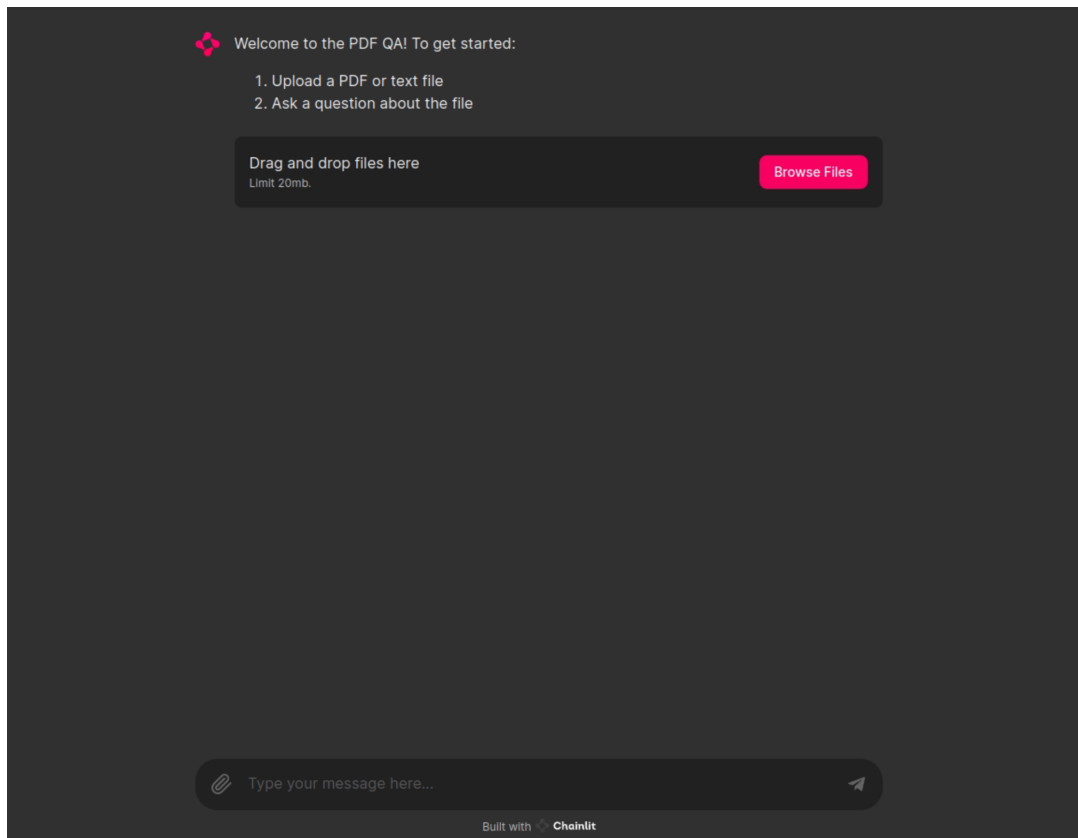 Welcome to the PDF QA! To get started:
1. Upload a PDF or text file
2. Ask a question about the file
Drag and drop files here
Limit 20mb.
Browse Files
Type your message here...
Built with Chainlit